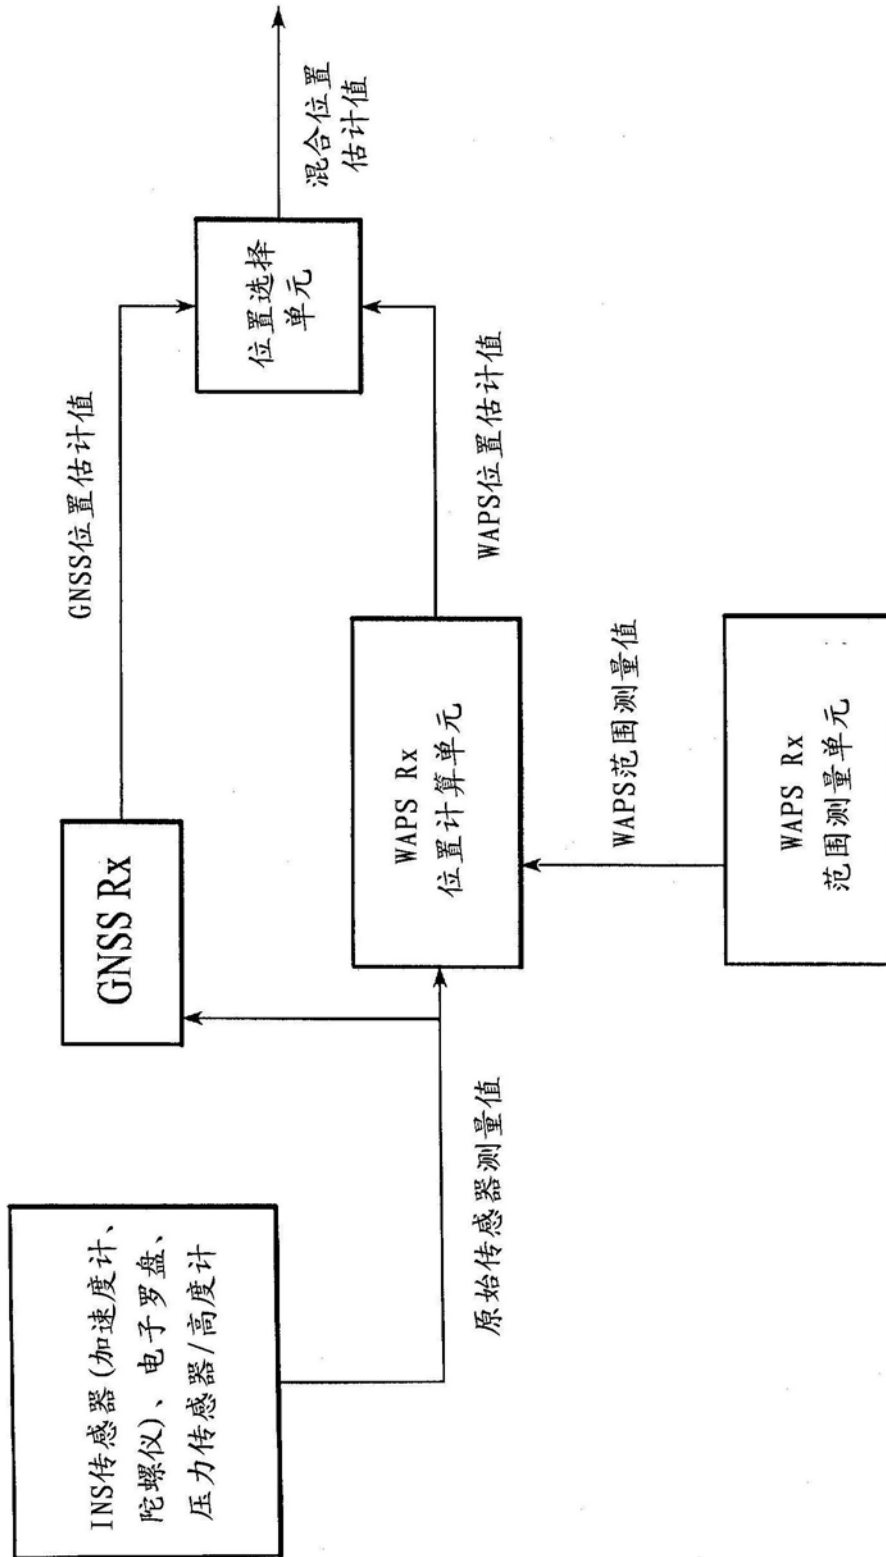 INS传感器(加速度计、
陀螺仪)、电子罗盘、
压力传感器/高度计
原始传感器测量值
GNSS Rx
GNSS位置估计值
WAPS Rx
位置计算单元
WAPS位置估计值
WAPS Rx
范围测量单元
WAPS范围测量值
位置选择
单元
混合位置
估计值